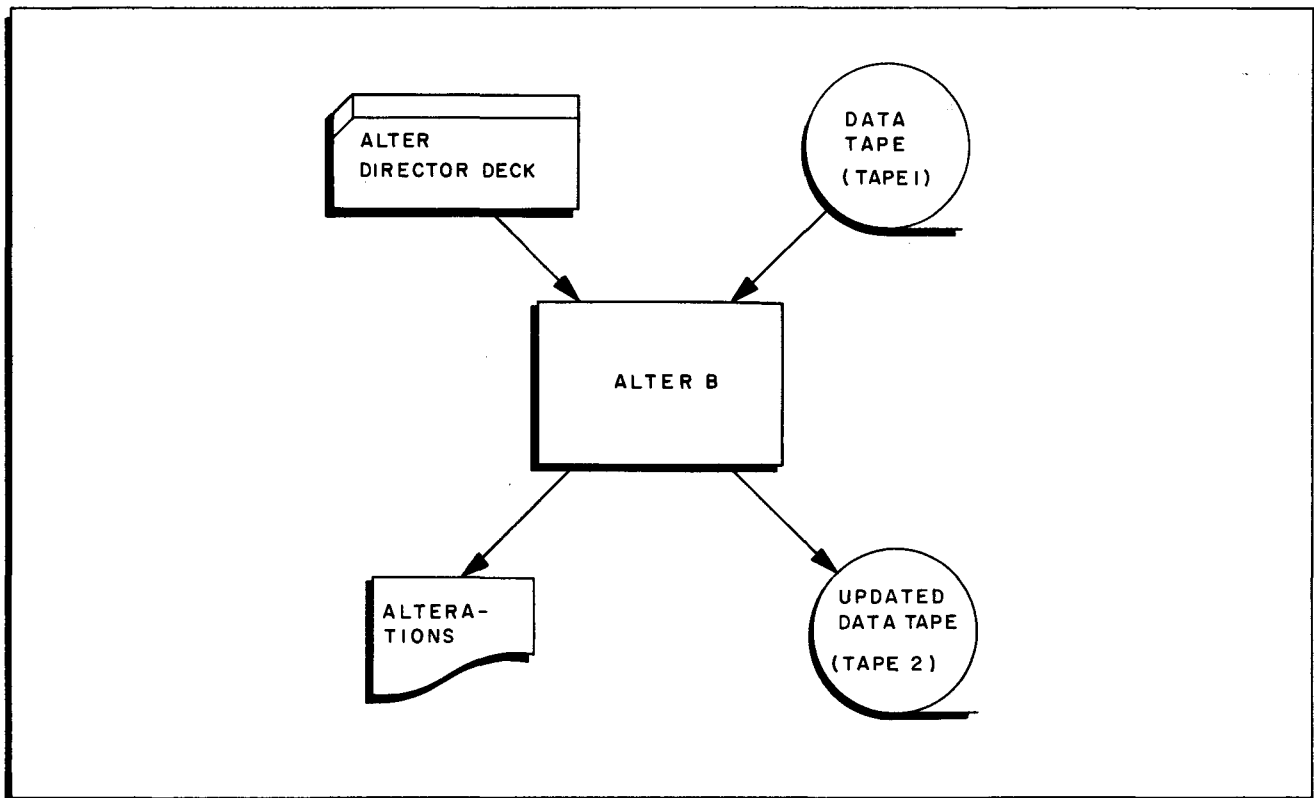 ALTER
DIRECTOR DECK
DATA
TAPE
(TAPE 1)
ALTER B
ALTERA-
TIONS
UPDATED
DATA TAPE
(TAPE 2)